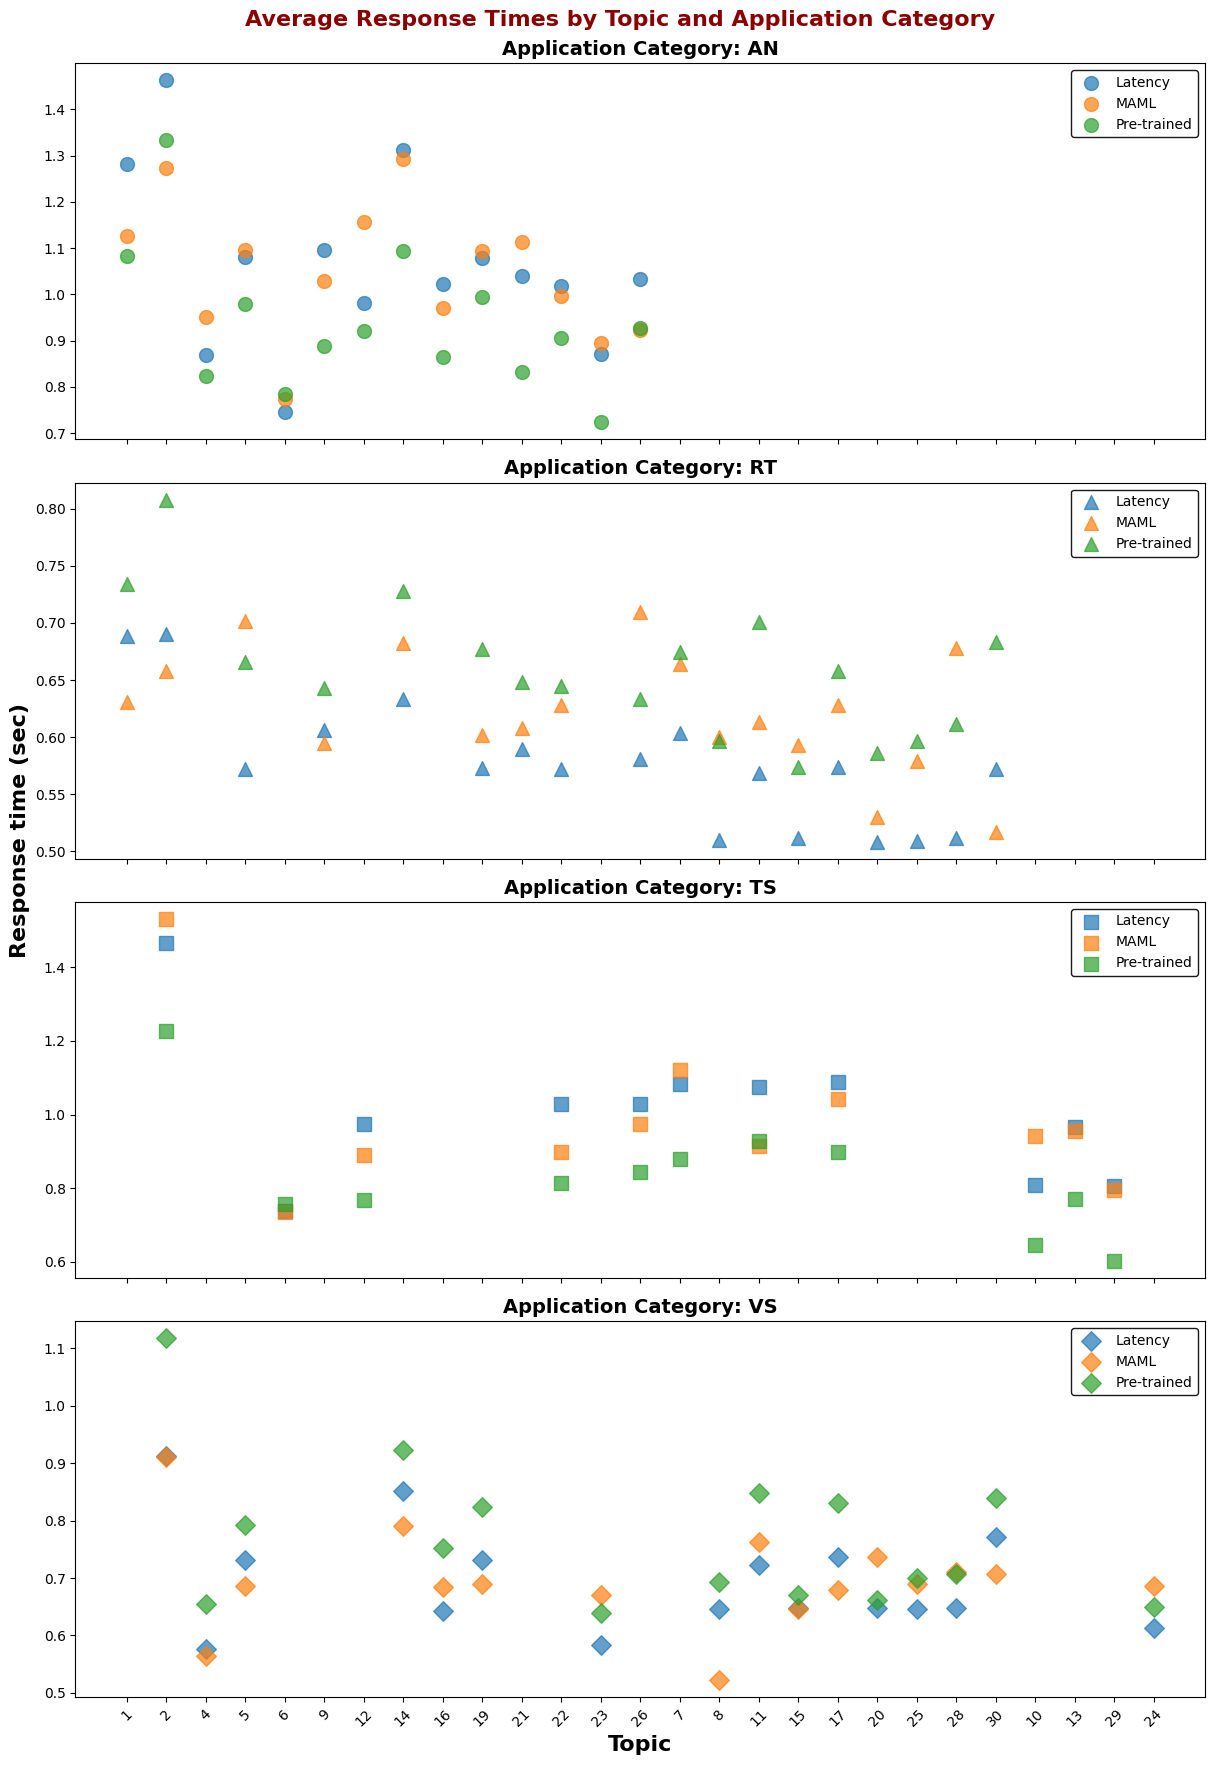 Average Response Times by Topic and Application Category
Application Category: AN
Latency
MAML
Pre-trained
1.4
1.3
1.2
1.1
1.0
0.9
0.8
0.7
Application Category: RT
Latency
MAML
Pre-trained
0.80
0.75
0.70
0.65
0.60
0.55
0.50
Response time (sec)
Application Category: TS
Latency
MAML
Pre-trained
1.4
1.2
1.0
0.8
0.6
Application Category: VS
Latency
MAML
Pre-trained
1.1
1.0
0.9
0.8
0.7
0.6
0.5
1 2 4 5 6 9 12 14 16 19 21 22 23 26 7 8 11 15 17 20 25 28 30 10 13 29 24
Topic